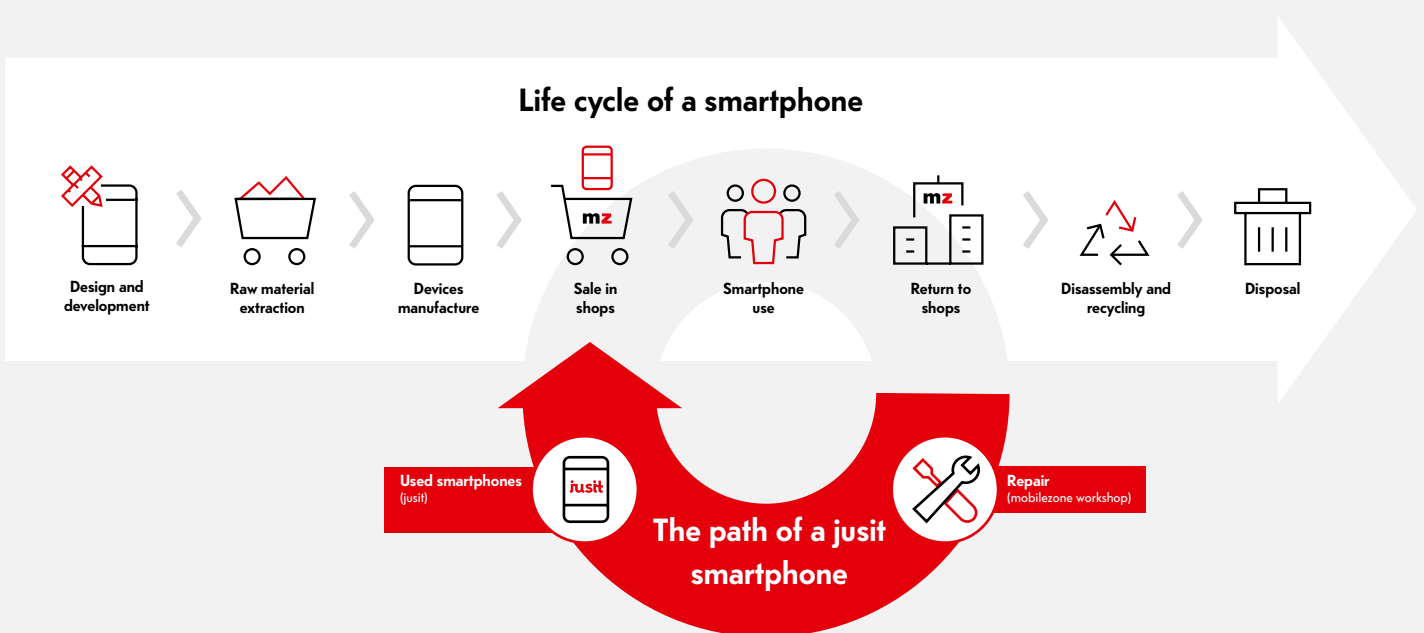 Life cycle of a smartphone
mz
mz
Design and
development
Raw material
extraction
Devices
manufacture
Sale in
shops
Smartphone
use
Return to
shops
Disassembly and
recycling
Disposal
Used smartphones
(jusit)
jusit
Repair
(mobilezone workshop)
The path of a jusit
smartphone